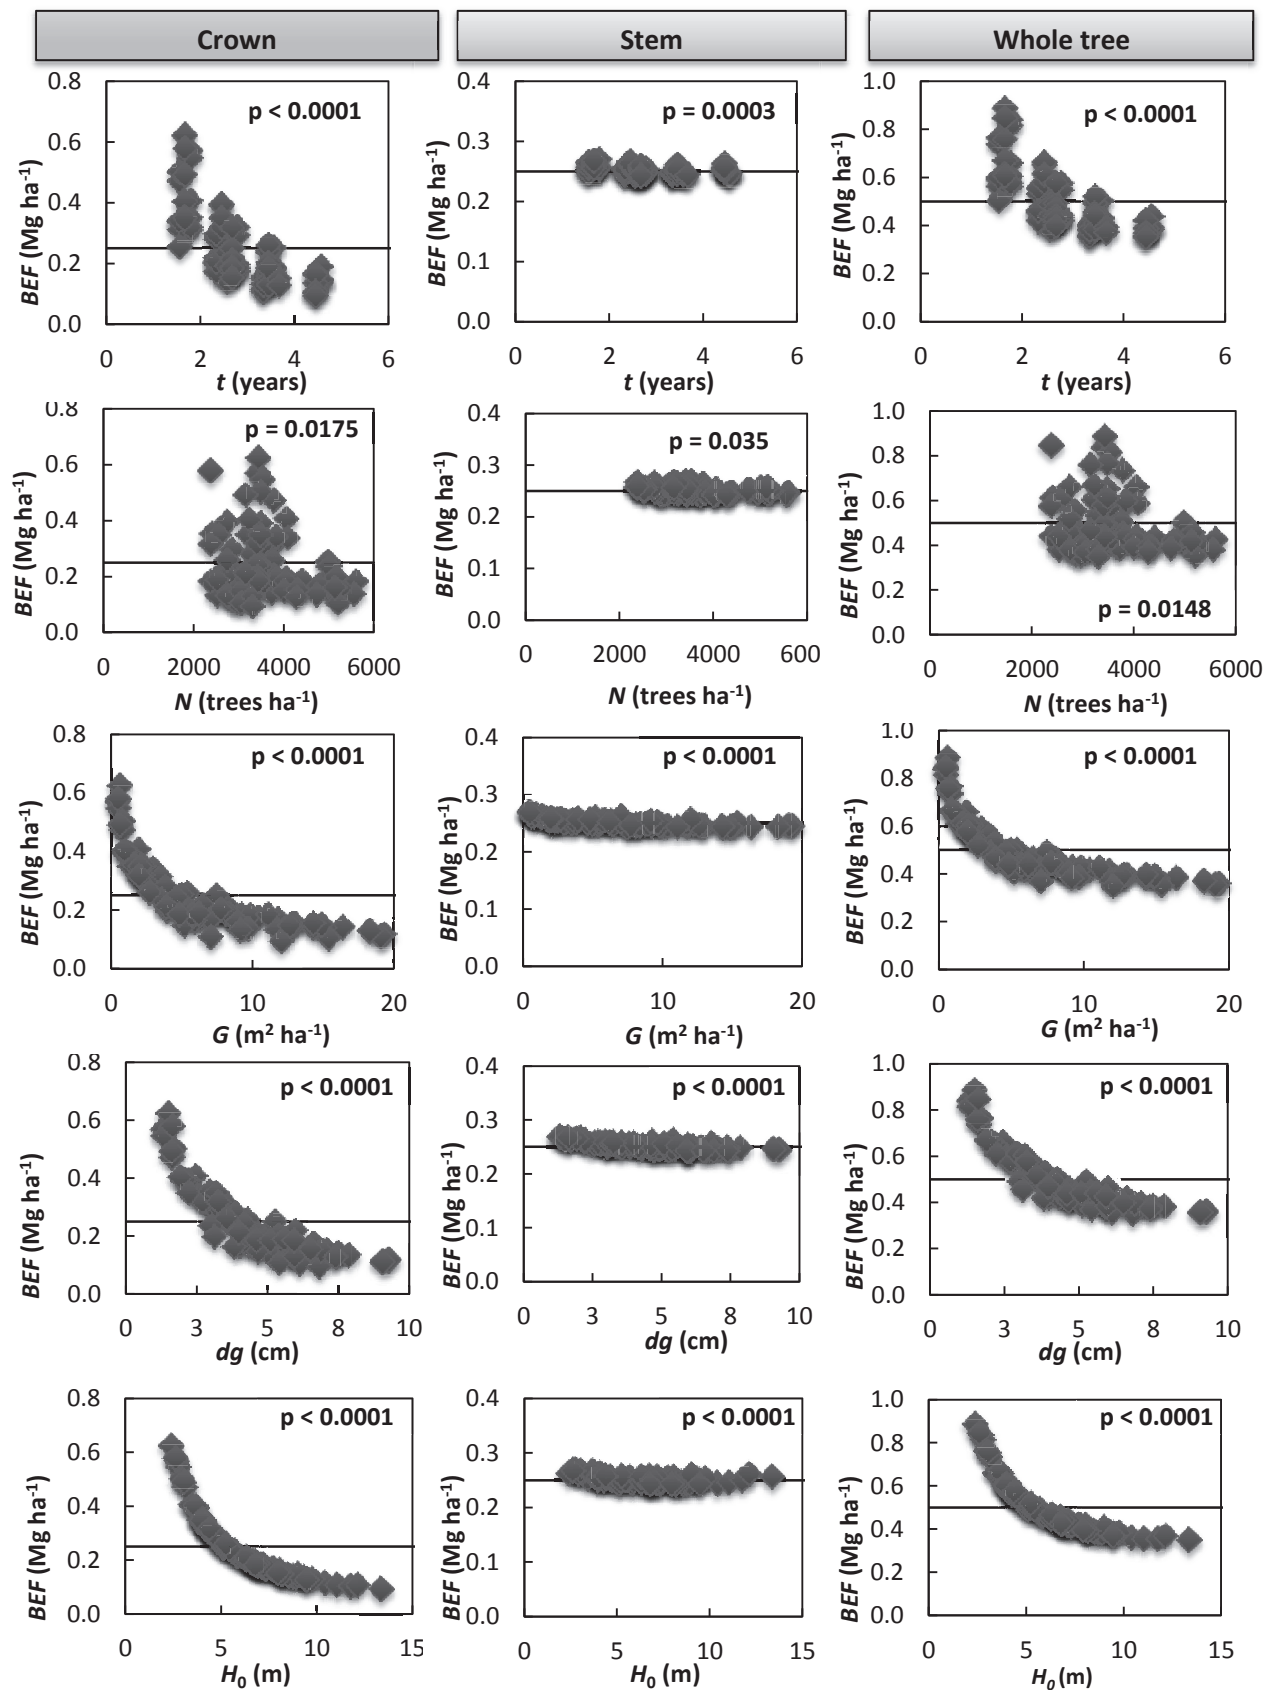 Crown Stem Whole tree
0.8 0.4 1.0
p < 0.0001 p = 0.0003 p < 0.0001
0.6 0.3 0.8
0.6
0.4 0.2
0.4
0.2 0.1 0.2
0.0 0.0 0.0
BEF (Mg ha-1) BEF (Mg ha-1) BEF (Mg ha-1)
0 2 4 6 0 2 4 6 0 2 4 6
t (years) t (years) t (years)
0.8 0.4 1.0
p = 0.0175 p = 0.035
0.6 0.3 0.8
0.6
0.4 0.2
0.4
0.2 0.1 0.2
p = 0.0148
0.0 0.0 0.0
BEF (Mg ha-1) BEF (Mg ha-1) BEF (Mg ha-1)
0 2000 4000 6000 0 2000 4000 600 0 2000 4000 6000
N (trees ha-1) N (trees ha-1) N (trees ha-1)
0.8 0.4 1.0
p < 0.0001 p < 0.0001 p < 0.0001
0.6 0.3 0.8
0.6
0.4 0.2
0.4
0.2 0.1 0.2
0.0 0.0 0.0
BEF (Mg ha-1) BEF (Mg ha-1) BEF (Mg ha-1)
0 10 20 0 10 20 0 10 20
G (m2 ha-1) G (m2 ha-1) G (m2 ha-1)
0.8 0.4 1.0
p < 0.0001 p < 0.0001 p < 0.0001
0.6 0.3 0.8
0.6
0.4 0.2
0.4
0.2 0.1 0.2
0.0 0.0 0.0
BEF (Mg ha-1) BEF (Mg ha-1) BEF (Mg ha-1)
0 3 5 8 10 0 3 5 8 10 0 3 5 8 10
dg (cm) dg (cm) dg (cm)
0.8 0.4 1.0
p < 0.0001 p < 0.0001 p < 0.0001
0.6 0.3 0.8
0.6
0.4 0.2
0.4
0.2 0.1 0.2
0.0 0.0 0.0
BEF (Mg ha-1) BEF (Mg ha-1) BEF (Mg ha-1)
0 5 10 15 0 5 10 15 0 5 10 15
H0 (m) H0 (m) H0 (m)